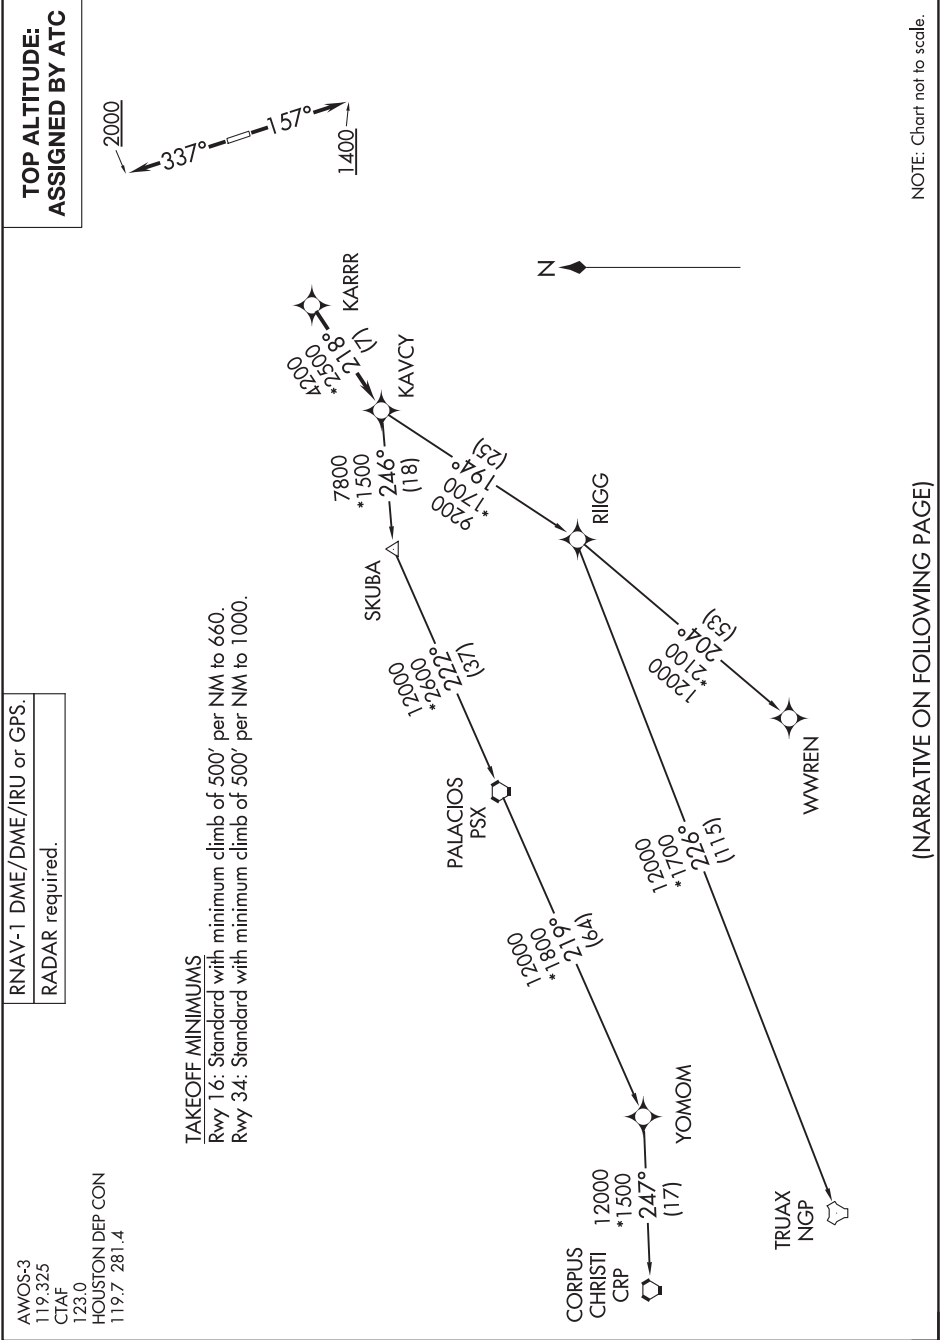 AWOS-3
119.325
CTAF
123.0
HOUSTON DEP CON
119.7 281.4
RNAV-1 DME/DME/IRU or GPS.
RADAR required.
TOP ALTITUDE:
ASSIGNED BY ATC
TAKEOFF MINIMUMS
Rwy 16: Standard with minimum climb of 500' per NM to 660.
Rwy 34: Standard with minimum climb of 500' per NM to 1000.
2000
337°
157°
1400
KARRR
4200
*2500
218°
(7)
KAVCY
7800
*1500
246°
(18)
9200
*1700
194°
(25)
SKUBA
RIIGG
12000
*2600
222°
(37)
12000
*2100
204°
(53)
PALACIOS
PSX
WWREN
12000
*1800
219°
(64)
12000
*1700
226°
(115)
YOMOM
12000
*1500
247°
(17)
CORPUS
CHRISTI
CRP
TRUAX
NGP
N
NOTE: Chart not to scale.
(NARRATIVE ON FOLLOWING PAGE)